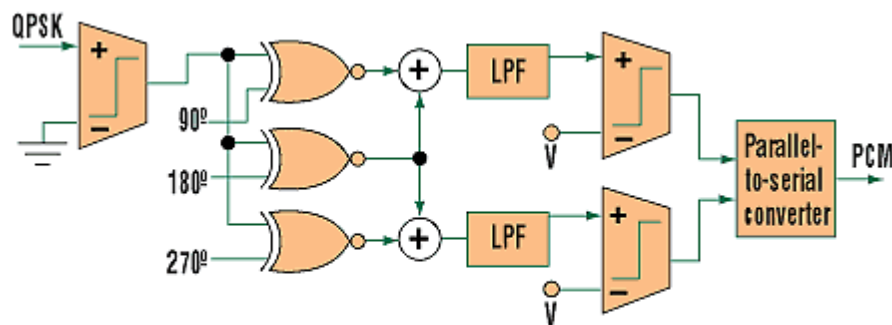 QPSK
+
−
90º
180º
270º
+
+
LPF
LPF
+
−
V
+
−
V
Parallel-
to-serial
converter
PCM